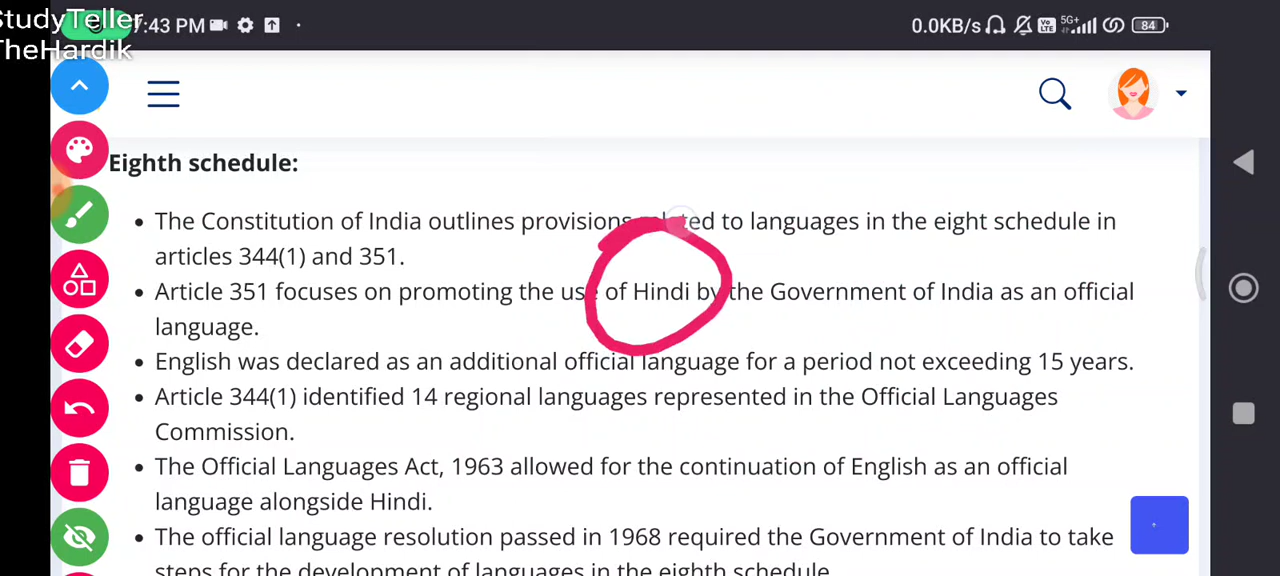 StudyTeller
TheHardik
7:43 PM
0.0KB/s
Vo LTE
5G+
84
Eighth schedule:
• The Constitution of India outlines provisions related to languages in the eight schedule in
articles 344(1) and 351.
• Article 351 focuses on promoting the use of Hindi by the Government of India as an official
language.
• English was declared as an additional official language for a period not exceeding 15 years.
• Article 344(1) identified 14 regional languages represented in the Official Languages
Commission.
• The Official Languages Act, 1963 allowed for the continuation of English as an official
language alongside Hindi.
• The official language resolution passed in 1968 required the Government of India to take
steps for the development of languages in the eighth schedule